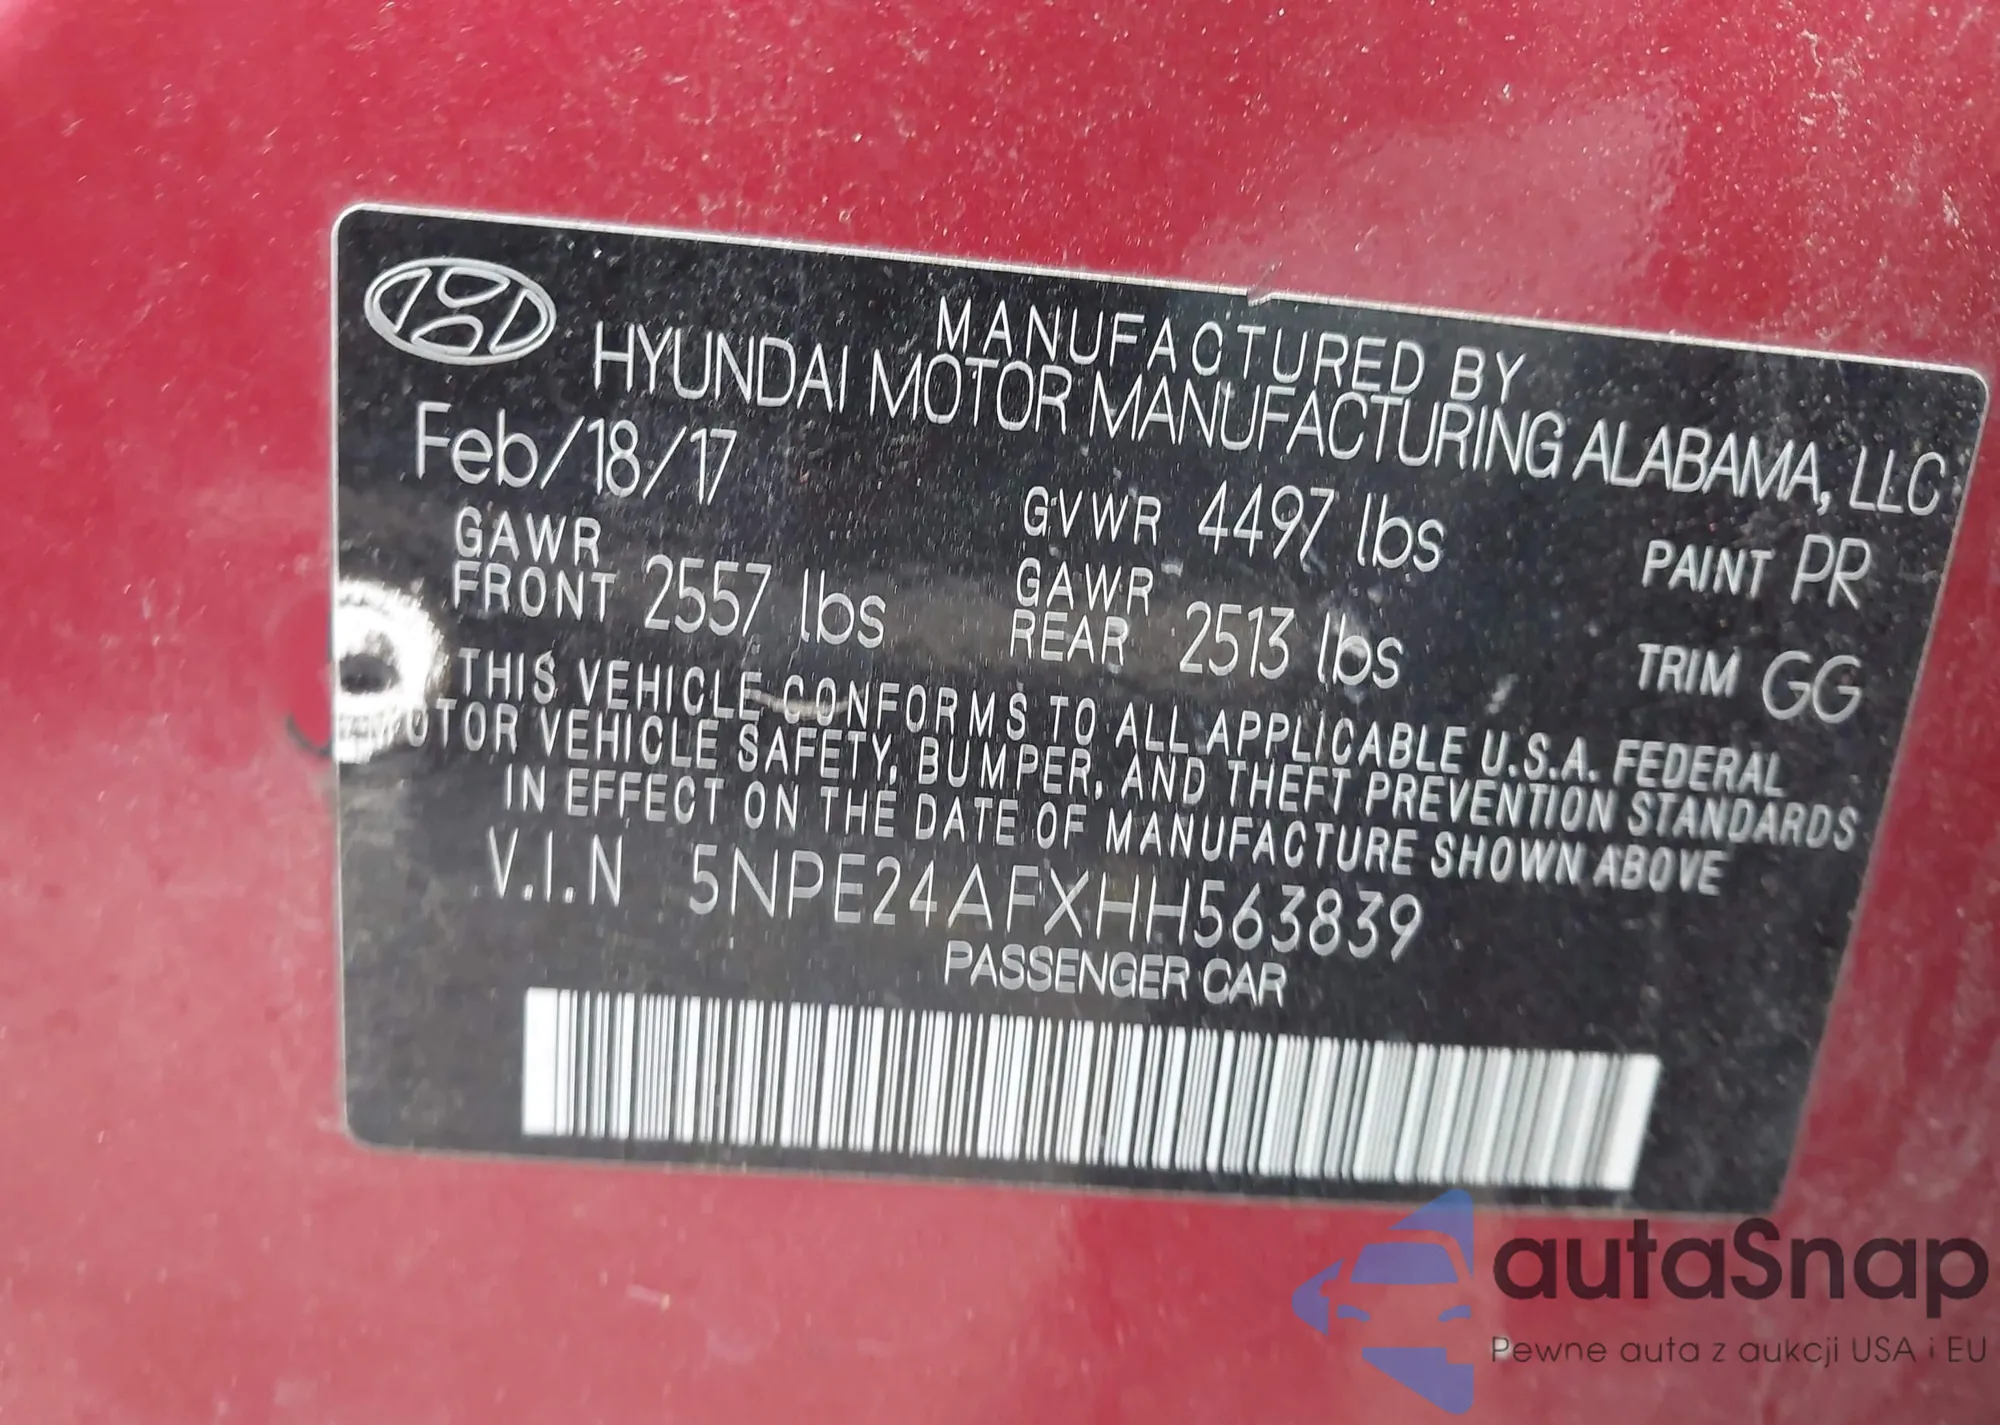 MANUFACTURED BY
HYUNDAI MOTOR MANUFACTURING ALABAMA, LLC
Feb/18/17
GVWR 4497 lbs
PAINT PR
GAWR
FRONT 2557 lbs
GAWR
REAR 2513 lbs
TRIM GG
THIS VEHICLE CONFORMS TO ALL APPLICABLE U.S.A. FEDERAL
MOTOR VEHICLE SAFETY, BUMPER, AND THEFT PREVENTION STANDARDS
IN EFFECT ON THE DATE OF MANUFACTURE SHOWN ABOVE
V.I.N 5NPE24AFXHH563839
PASSENGER CAR
autaSnap
Pewne auta z aukcji USA i EU